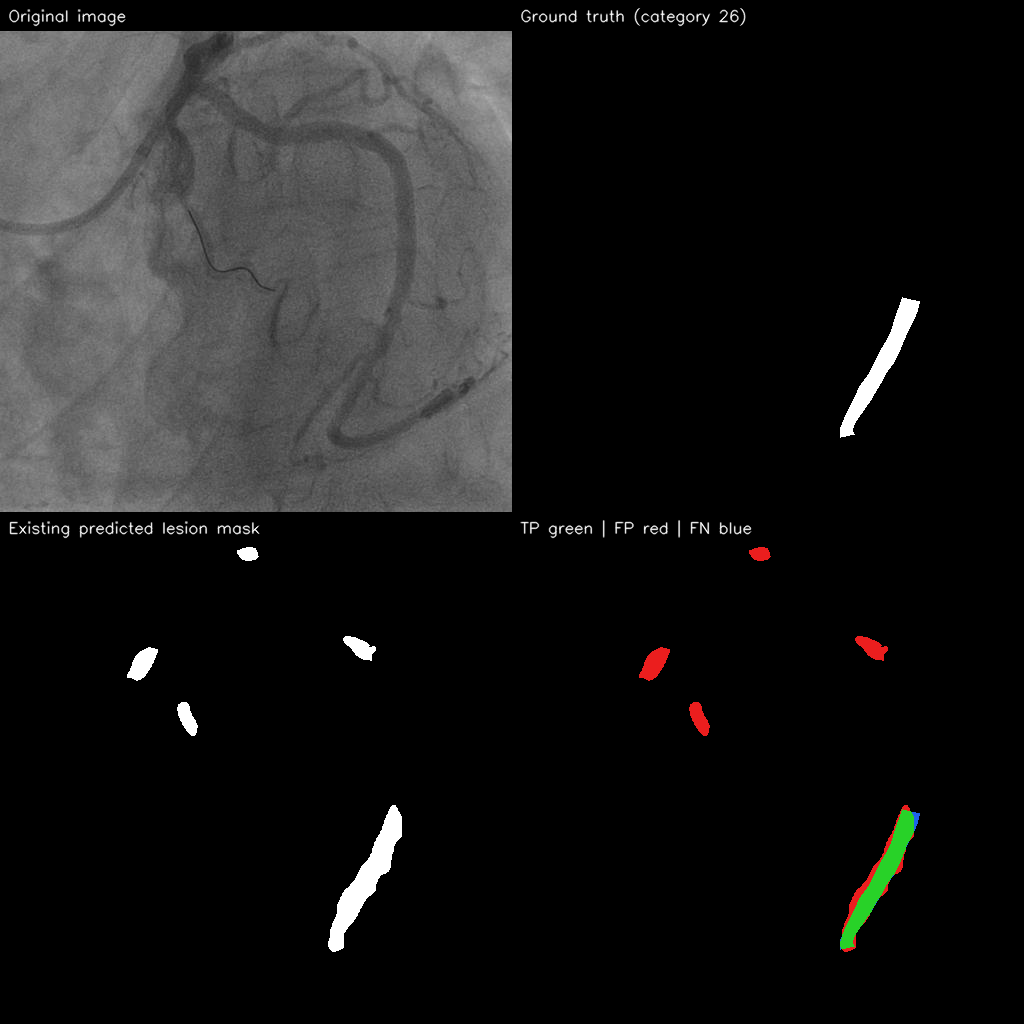 Original image
Ground truth (category 26)
Existing predicted lesion mask
TP green | FP red | FN blue